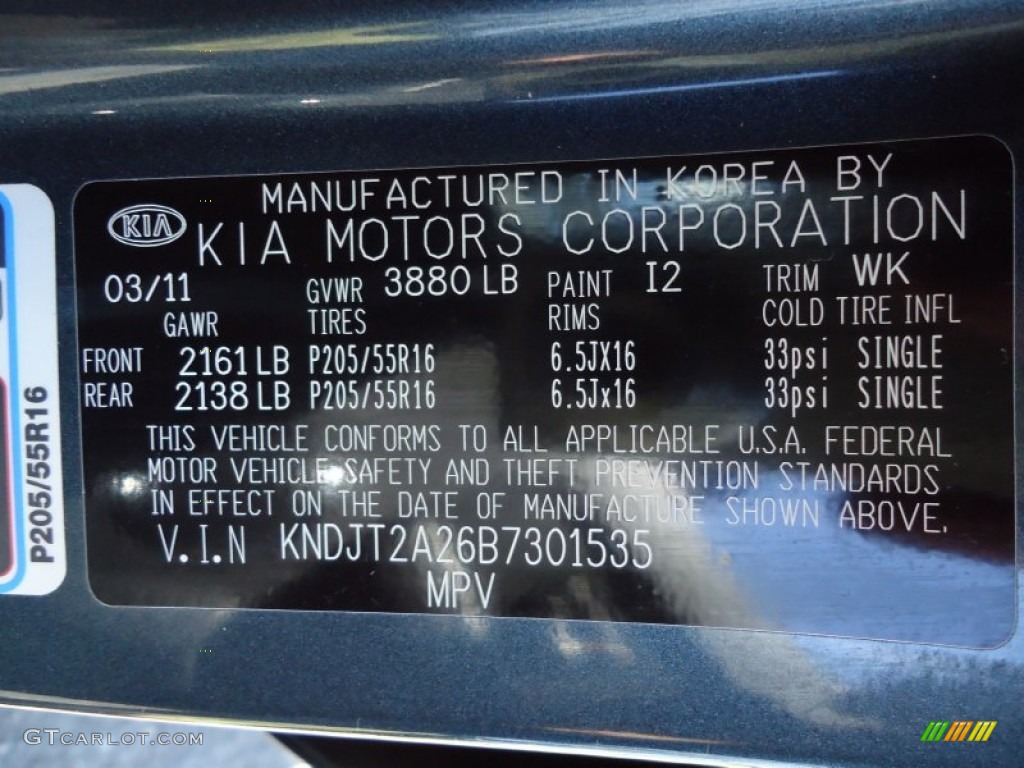 MANUFACTURED IN KOREA BY
KIA KIA MOTORS CORPORATION
03/11 GVWR 3880 LB PAINT I2 TRIM WK
GAWR TIRES RIMS COLD TIRE INFL
FRONT 2161 LB P205/55R16 6.5JX16 33psi SINGLE
REAR 2138 LB P205/55R16 6.5Jx16 33psi SINGLE
THIS VEHICLE CONFORMS TO ALL APPLICABLE U.S.A. FEDERAL
MOTOR VEHICLE SAFETY AND THEFT PREVENTION STANDARDS
IN EFFECT ON THE DATE OF MANUFACTURE SHOWN ABOVE.
V.I.N KNDJT2A26B7301535
MPV
P205/55R16
GTCARLOT.COM